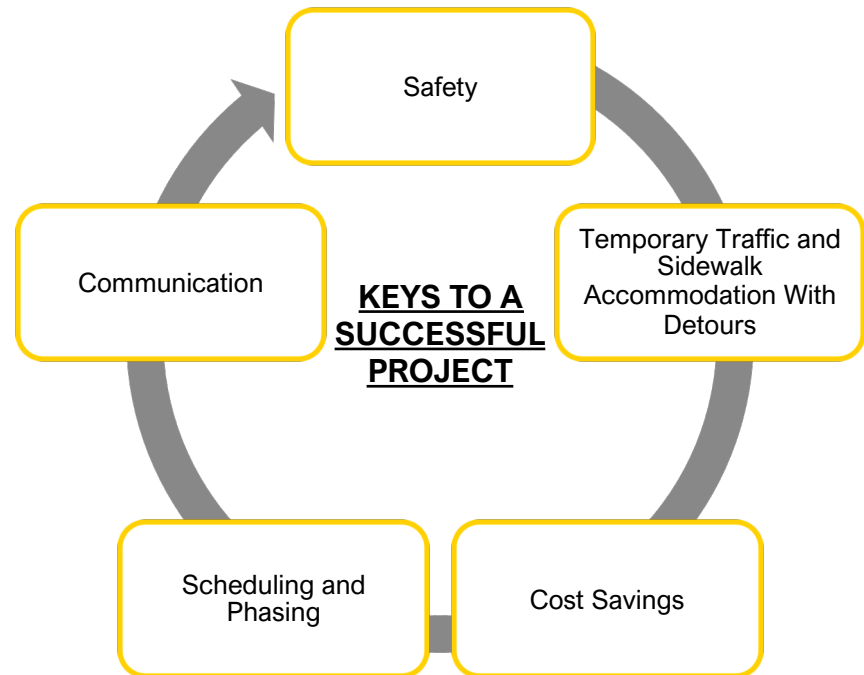 Safety
Temporary Traffic and
Sidewalk
Accommodation With
Detours
Communication
KEYS TO A
SUCCESSFUL
PROJECT
Scheduling and
Phasing
Cost Savings